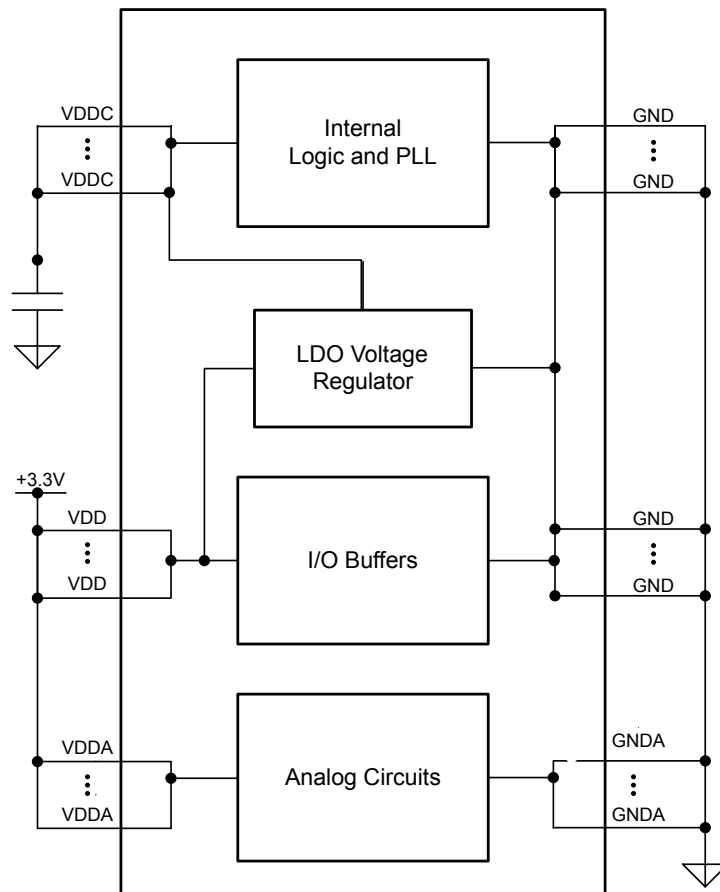 VDDC
GND
Internal
Logic and PLL
VDDC
GND
LDO Voltage
Regulator
+3.3V
VDD
GND
I/O Buffers
VDD
GND
VDDA
GNDA
Analog Circuits
VDDA
GNDA